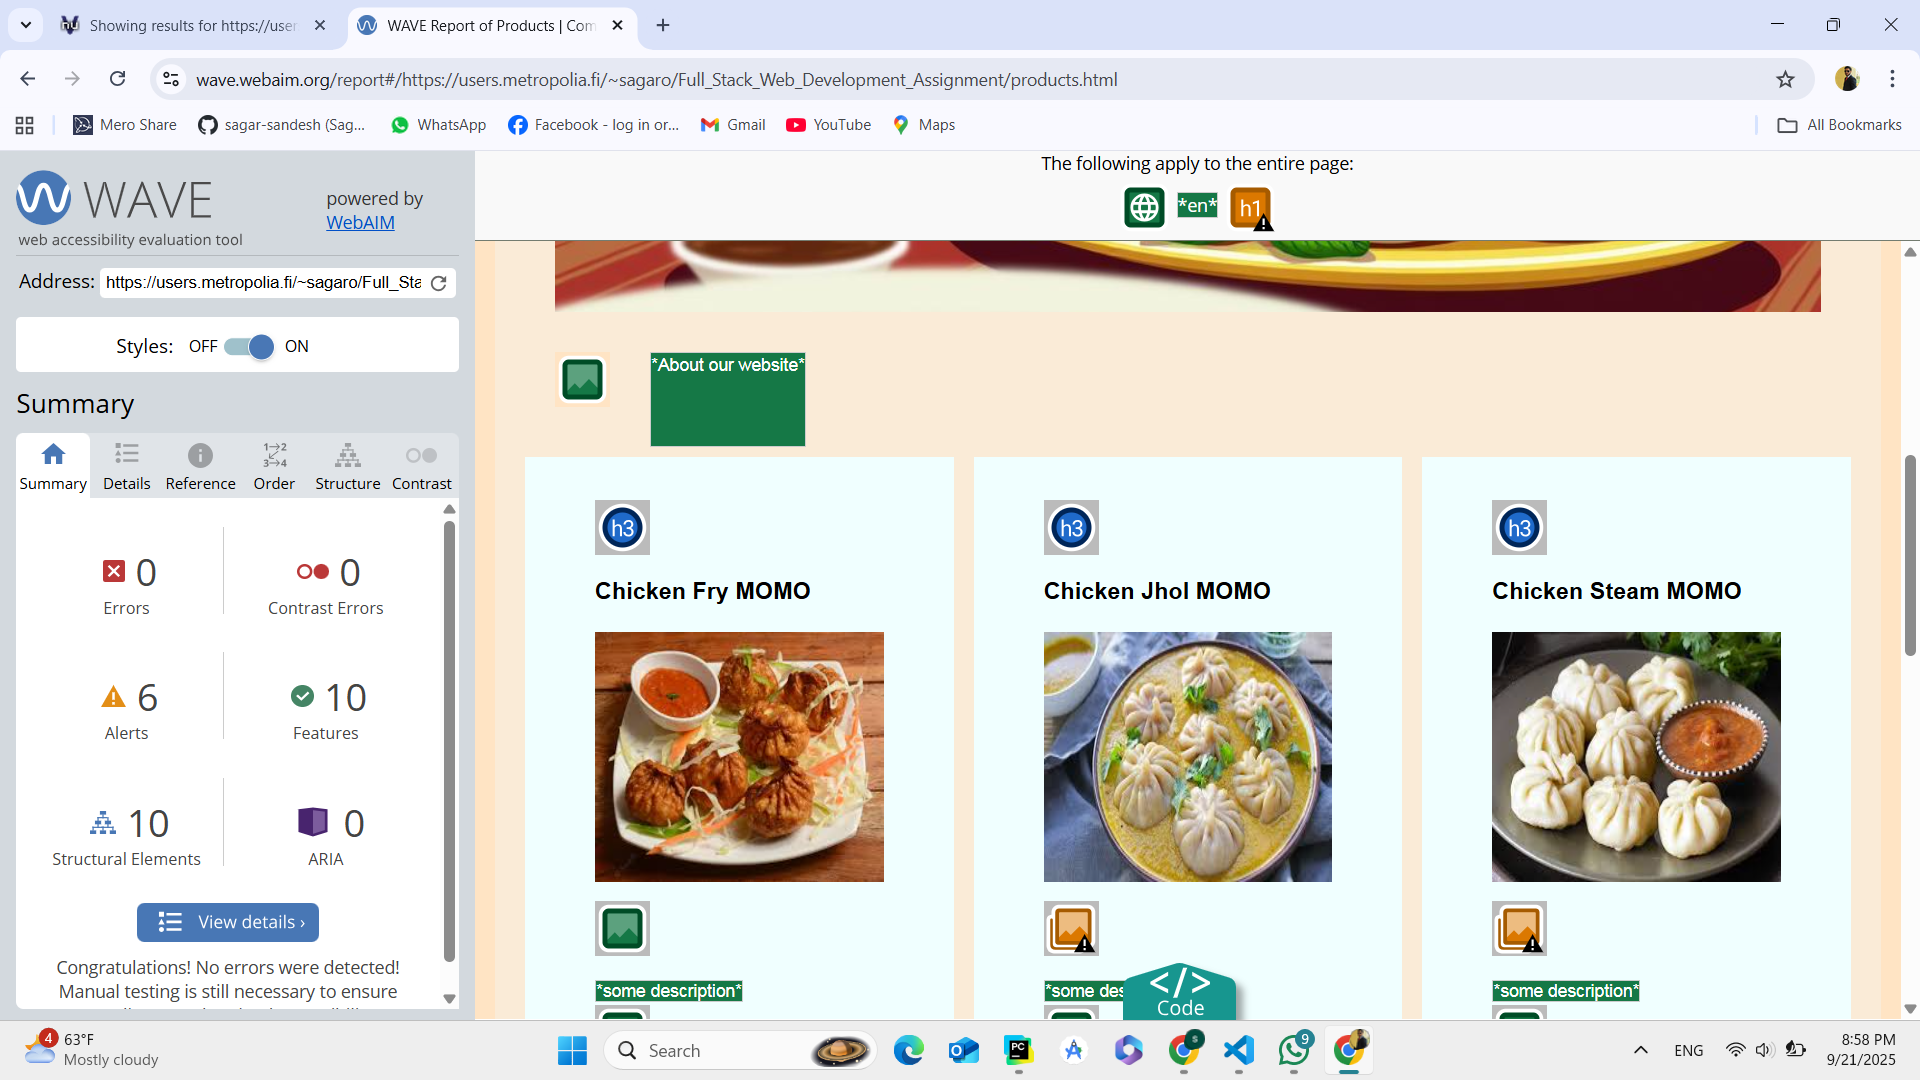 Showing results for https://user
WAVE Report of Products | Com
wave.webaim.org/report#/https://users.metropolia.fi/~sagaro/Full_Stack_Web_Development_Assignment/products.html
Mero Share
sagar-sandesh (Sag...
WhatsApp
Facebook - log in or...
Gmail
YouTube
Maps
All Bookmarks
WAVE
web accessibility evaluation tool
powered by
WebAIM
Address: https://users.metropolia.fi/~sagaro/Full_Sta
Styles: OFF ON
Summary
Summary Details Reference Order Structure Contrast
0
Errors
0
Contrast Errors
6
Alerts
10
Features
10
Structural Elements
0
ARIA
View details ›
Congratulations! No errors were detected!
Manual testing is still necessary to ensure
The following apply to the entire page:
*en* h1
*About our website*
h3 h3 h3
Chicken Fry MOMO
Chicken Jhol MOMO
Chicken Steam MOMO
*some description*
*some des
*some description*
</> Code
4
63°F
Mostly cloudy
Search
PC
S
9
ENG
8:58 PM
9/21/2025